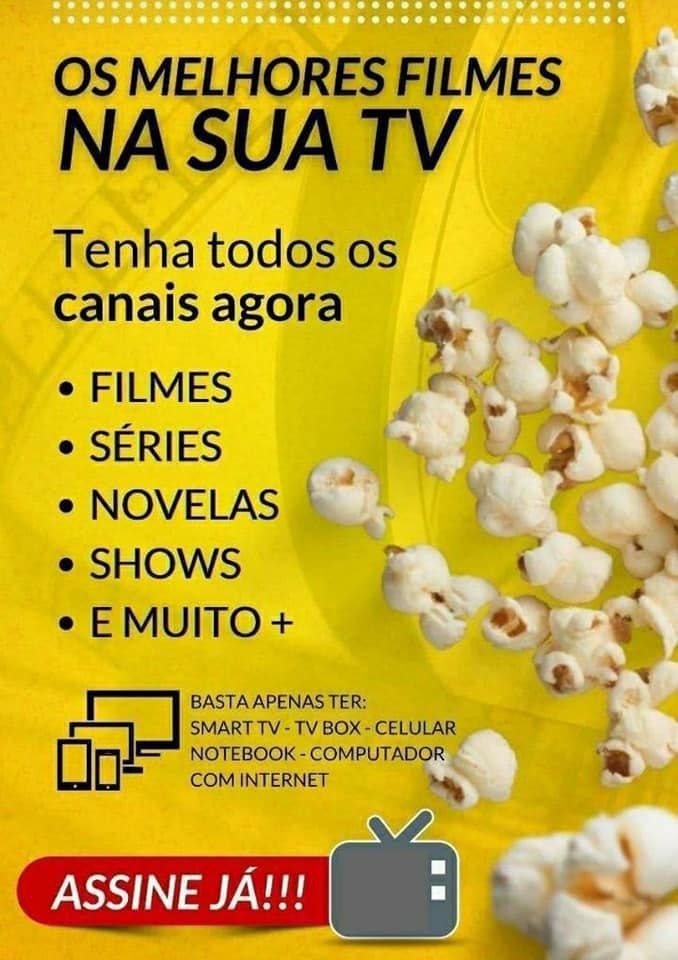 OS MELHORES FILMES
NA SUA TV
Tenha todos os
canais agora
• FILMES
• SÉRIES
• NOVELAS
• SHOWS
• E MUITO +
BASTA APENAS TER:
SMART TV - TV BOX - CELULAR
NOTEBOOK - COMPUTADOR
COM INTERNET
ASSINE JÁ!!!